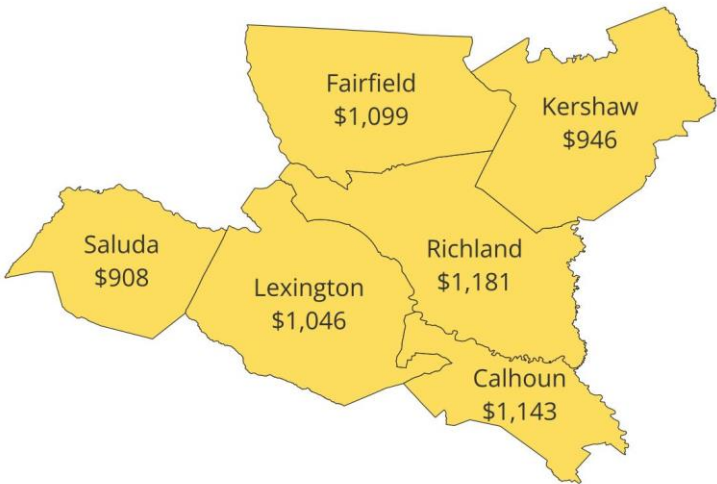 Fairfield
$1,099
Kershaw
$946
Saluda
$908
Lexington
$1,046
Richland
$1,181
Calhoun
$1,143